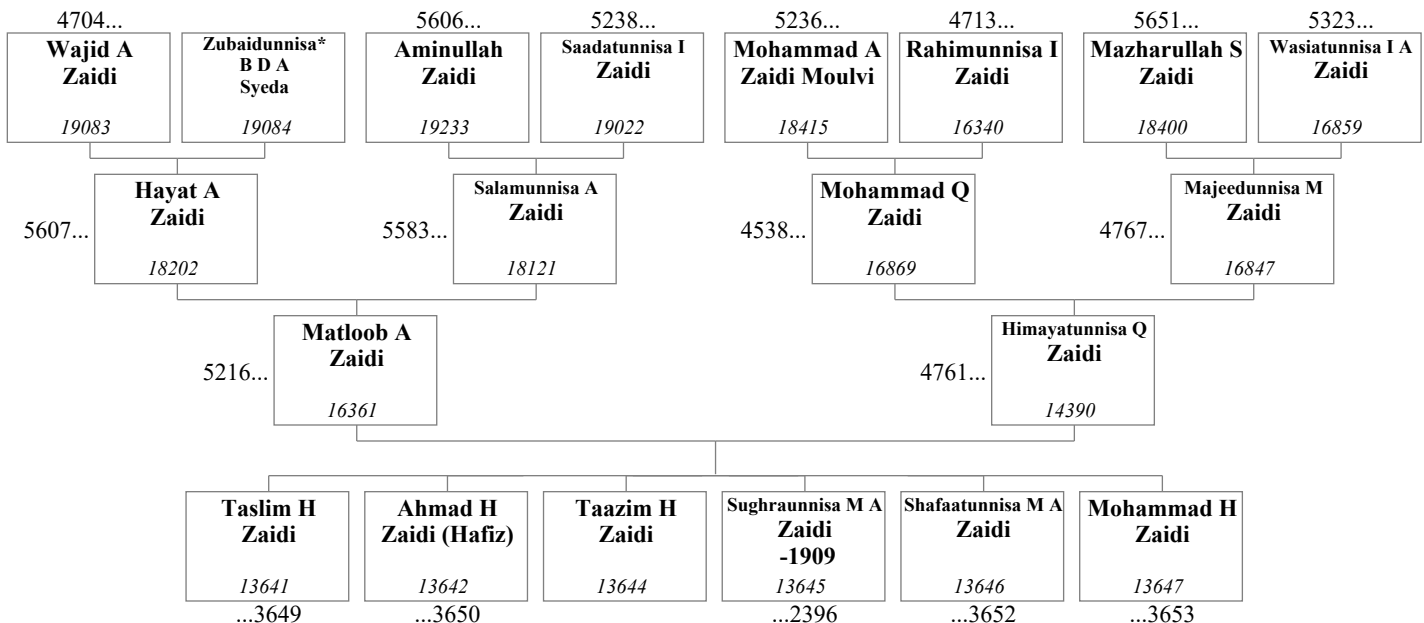 4704...
5606...
5238...
5236...
4713...
5651...
5323...
Wajid A
Zaidi
19083
Zubaidunnisa*
B D A
Syeda
19084
Aminullah
Zaidi
19233
Saadatunnisa I
Zaidi
19022
Mohammad A
Zaidi Moulvi
18415
Rahimunnisa I
Zaidi
16340
Mazharullah S
Zaidi
18400
Wasiatunnisa I A
Zaidi
16859
5607...
Hayat A
Zaidi
18202
5583...
Salamunnisa A
Zaidi
18121
4538...
Mohammad Q
Zaidi
16869
4767...
Majeedunnisa M
Zaidi
16847
5216...
Matloob A
Zaidi
16361
4761...
Himayatunnisa Q
Zaidi
14390
Taslim H
Zaidi
13641
...3649
Ahmad H
Zaidi (Hafiz)
13642
...3650
Taazim H
Zaidi
13644
Sughraunnisa M A
Zaidi
-1909
13645
...2396
Shafaatunnisa M A
Zaidi
13646
...3652
Mohammad H
Zaidi
13647
...3653